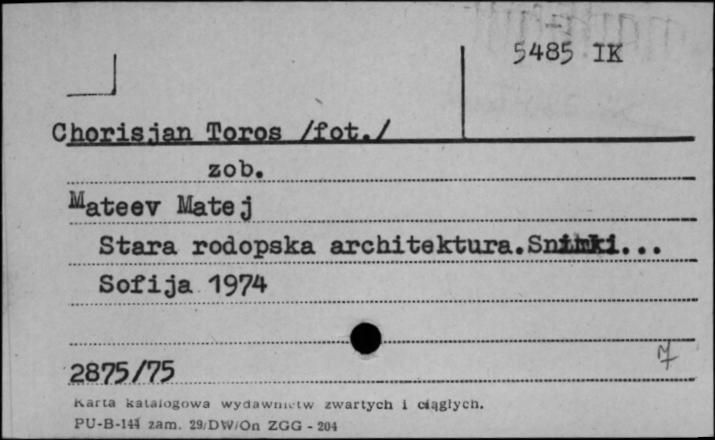 5485 IK
Chorisjan Toros /fot./
zob.
Mateev Matej
Stara rodopska architektura.Snimki...
Sofija 1974
7
2875/75
Karta katalogowa wydawnictw zwartych i ciągłych.
PU-B-144 zam. 29/DW/On ZGG - 204